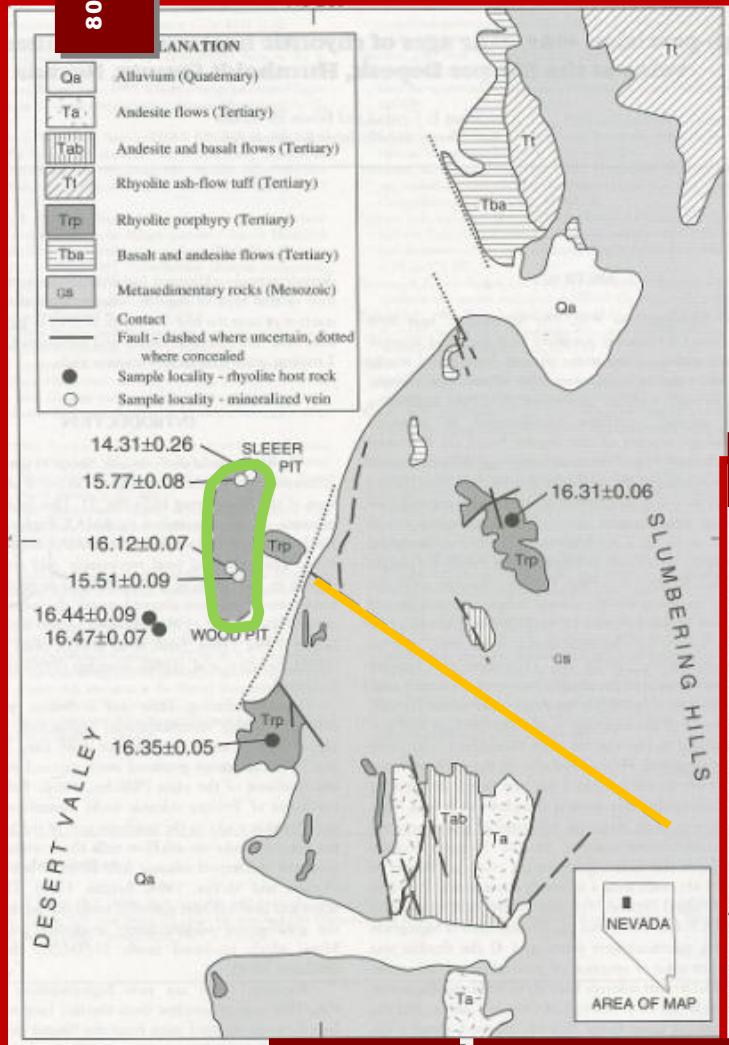 80
LANATION
Qa Alluvium (Quaternary)
Ta Andesite flows (Tertiary)
Tab Andesite and basalt flows (Tertiary)
Tt Rhyolite ash-flow tuff (Tertiary)
Trp Rhyolite porphyry (Tertiary)
Tba Basalt and andesite flows (Tertiary)
Gs Metasedimentary rocks (Mesozoic)
Contact
Fault - dashed where uncertain, dotted
where concealed
Sample locality - rhyolite host rock
Sample locality - mineralized vein
Tt
Tt
Tba
Qa
14.31±0.26
SLEEER
PIT
15.77±0.08
16.31±0.06
16.12±0.07
Trp
Trp
15.51±0.09
16.44±0.09
16.47±0.07
WOOD PIT
Gs
SLUMBERING HILLS
Trp
16.35±0.05
DESERT VALLEY
Tab
Ta
Qa
NEVADA
Ta
AREA OF MAP